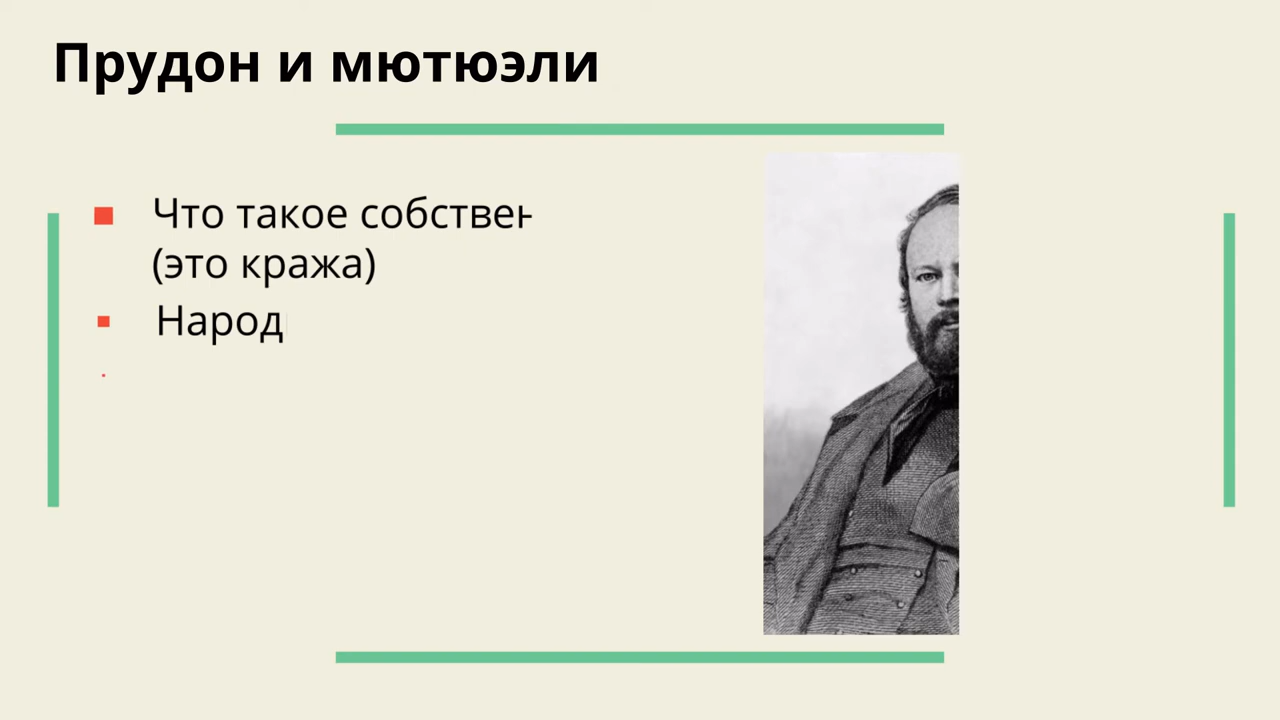 Прудон и мютюэли
Что такое собствен
(это кража)
Народ